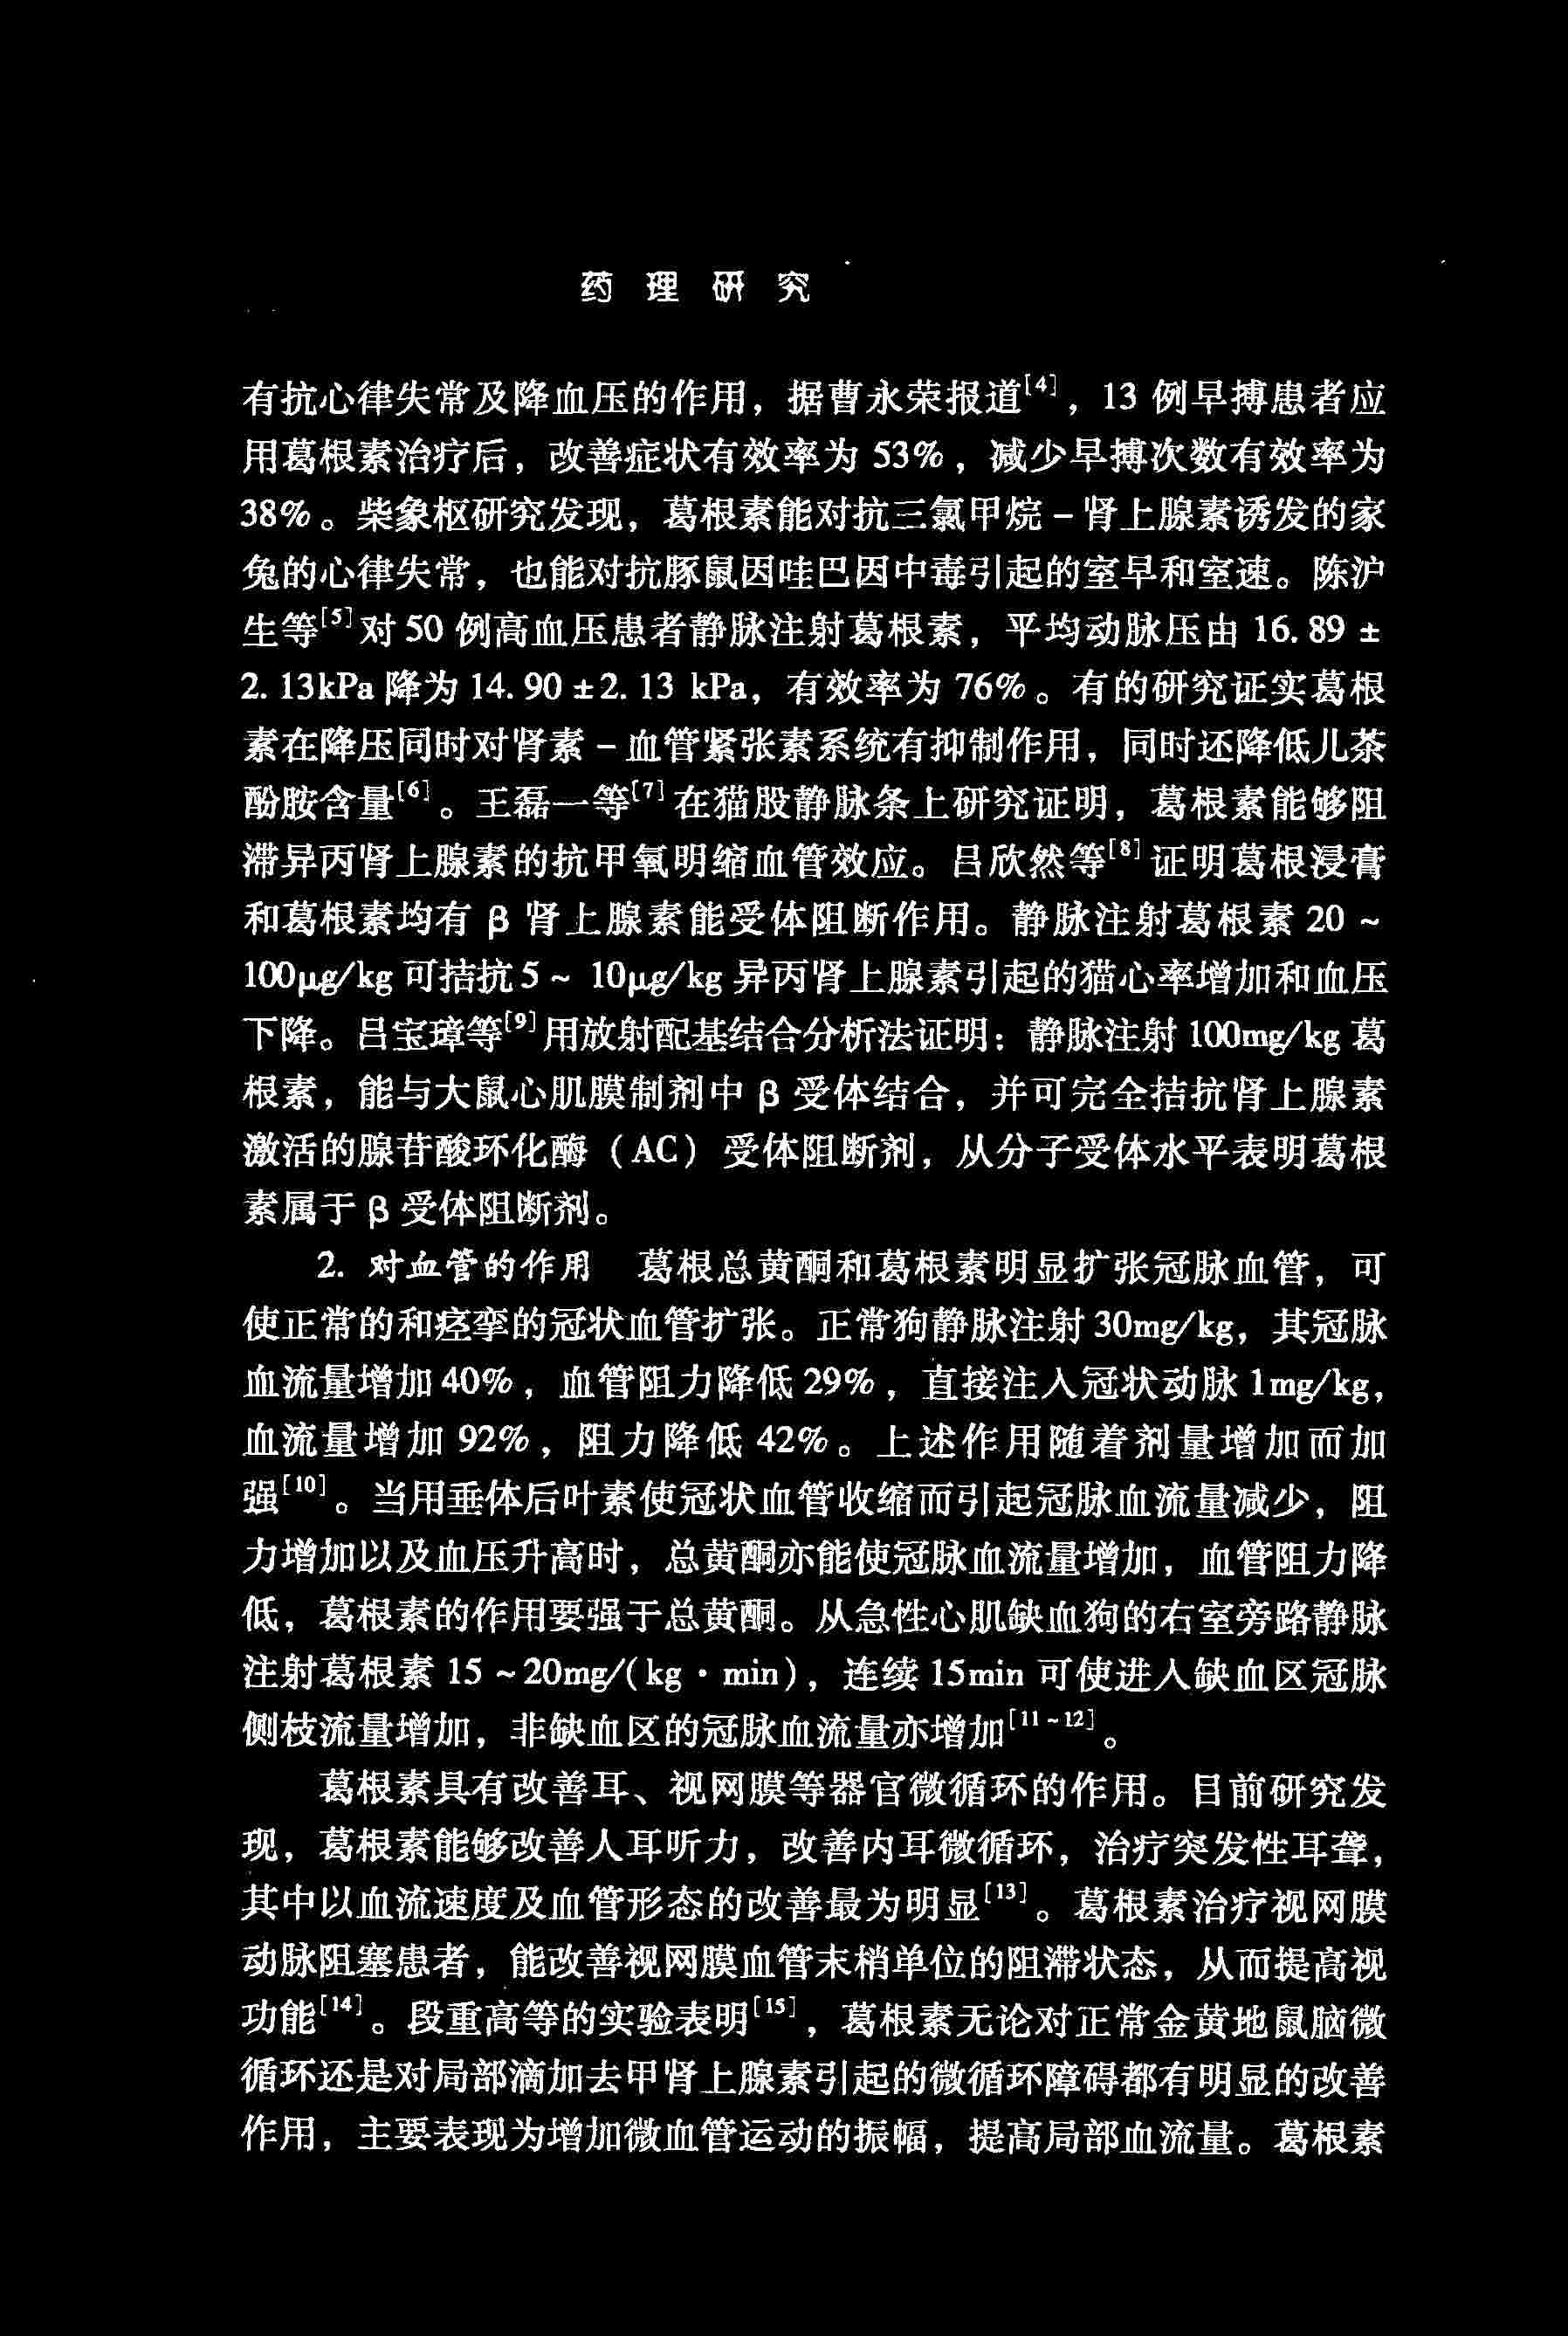 药理研究
有抗心律失常及降血压的作用，据曹永荣报道[4]，13 例早搏患者应
用葛根素治疗后，改善症状有效率为 53%，减少早搏次数有效率为
38%。柴象枢研究发现，葛根素能对抗三氯甲烷－肾上腺素诱发的家
兔的心律失常，也能对抗豚鼠因哇巴因中毒引起的室早和室速。陈沪
生等[5]对 50 例高血压患者静脉注射葛根素，平均动脉压由 16.89 ±
2.13kPa 降为 14.90 ±2.13 kPa，有效率为 76%。有的研究证实葛根
素在降压同时对肾素－血管紧张素系统有抑制作用，同时还降低儿茶
酚胺含量[6]。王磊一等[7]在猫股静脉条上研究证明，葛根素能够阻
滞异丙肾上腺素的抗甲氧明缩血管效应。吕欣然等[8]证明葛根浸膏
和葛根素均有 β 肾上腺素能受体阻断作用。静脉注射葛根素 20 ~
100μg/kg 可拮抗 5 ~ 10μg/kg 异丙肾上腺素引起的猫心率增加和血压
下降。吕宝璋等[9]用放射配基结合分析法证明：静脉注射 100mg/kg 葛
根素，能与大鼠心肌膜制剂中 β 受体结合，并可完全拮抗肾上腺素
激活的腺苷酸环化酶（AC）受体阻断剂，从分子受体水平表明葛根
素属于 β 受体阻断剂。
2. 对血管的作用　葛根总黄酮和葛根素明显扩张冠脉血管，可
使正常的和痉挛的冠状血管扩张。正常狗静脉注射 30mg/kg，其冠脉
血流量增加 40%，血管阻力降低 29%，直接注入冠状动脉 1mg/kg，
血流量增加 92%，阻力降低 42%。上述作用随着剂量增加而加
强[10]。当用垂体后叶素使冠状血管收缩而引起冠脉血流量减少，阻
力增加以及血压升高时，总黄酮亦能使冠脉血流量增加，血管阻力降
低，葛根素的作用要强于总黄酮。从急性心肌缺血狗的右室旁路静脉
注射葛根素 15 ~20mg/(kg·min)，连续 15min 可使进入缺血区冠脉
侧枝流量增加，非缺血区的冠脉血流量亦增加[11~12]。
葛根素具有改善耳、视网膜等器官微循环的作用。目前研究发
现，葛根素能够改善人耳听力，改善内耳微循环，治疗突发性耳聋，
其中以血流速度及血管形态的改善最为明显[13]。葛根素治疗视网膜
动脉阻塞患者，能改善视网膜血管末梢单位的阻滞状态，从而提高视
功能[14]。段重高等的实验表明[15]，葛根素无论对正常金黄地鼠脑微
循环还是对局部滴加去甲肾上腺素引起的微循环障碍都有明显的改善
作用，主要表现为增加微血管运动的振幅，提高局部血流量。葛根素